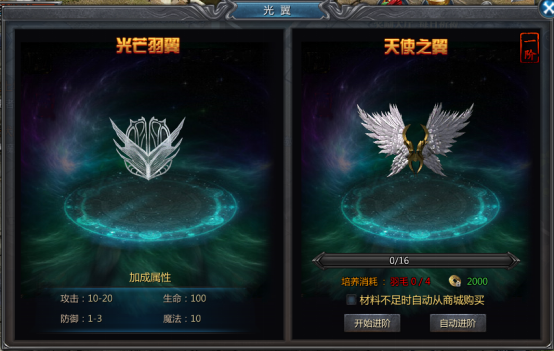 光翼
光芒羽翼
天使之翼
一阶
0/16
培养消耗: 0/4 2000
加成属性
材料不足时自动从商城购买
攻击: 10-20 生命: 100
防御: 1-3 魔法: 10
开始进阶 自动进阶